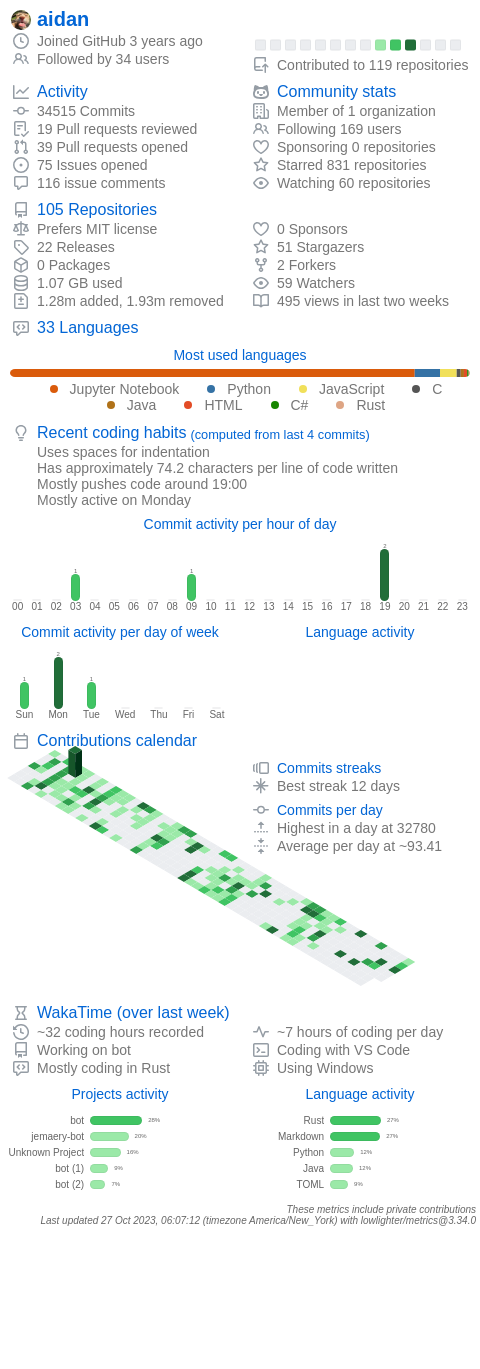 aidan
Joined GitHub 3 years ago
Followed by 34 users
Contributed to 119 repositories
Activity
34515 Commits
19 Pull requests reviewed
39 Pull requests opened
75 Issues opened
116 issue comments
Community stats
Member of 1 organization
Following 169 users
Sponsoring 0 repositories
Starred 831 repositories
Watching 60 repositories
105 Repositories
Prefers MIT license
22 Releases
0 Packages
1.07 GB used
1.28m added, 1.93m removed
0 Sponsors
51 Stargazers
2 Forkers
59 Watchers
495 views in last two weeks
33 Languages
Most used languages
Jupyter Notebook Python JavaScript C
Java HTML C# Rust
Recent coding habits (computed from last 4 commits)
Uses spaces for indentation
Has approximately 74.2 characters per line of code written
Mostly pushes code around 19:00
Mostly active on Monday
Commit activity per hour of day
1 1 2
00 01 02 03 04 05 06 07 08 09 10 11 12 13 14 15 16 17 18 19 20 21 22 23
Commit activity per day of week
1 2 1
Sun Mon Tue Wed Thu Fri Sat
Language activity
Contributions calendar
Commits streaks
Best streak 12 days
Commits per day
Highest in a day at 32780
Average per day at ~93.41
WakaTime (over last week)
~32 coding hours recorded
Working on bot
Mostly coding in Rust
~7 hours of coding per day
Coding with VS Code
Using Windows
Projects activity
bot 28%
jemaery-bot 20%
Unknown Project 16%
bot (1) 9%
bot (2) 7%
Language activity
Rust 27%
Markdown 27%
Python 12%
Java 12%
TOML 9%
These metrics include private contributions
Last updated 27 Oct 2023, 06:07:12 (timezone America/New_York) with lowlighter/metrics@3.34.0